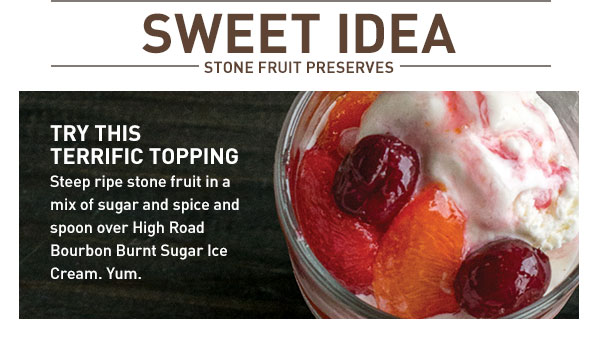 SWEET IDEA
STONE FRUIT PRESERVES
TRY THIS
TERRIFIC TOPPING
Steep ripe stone fruit in a
mix of sugar and spice and
spoon over High Road
Bourbon Burnt Sugar Ice
Cream. Yum.